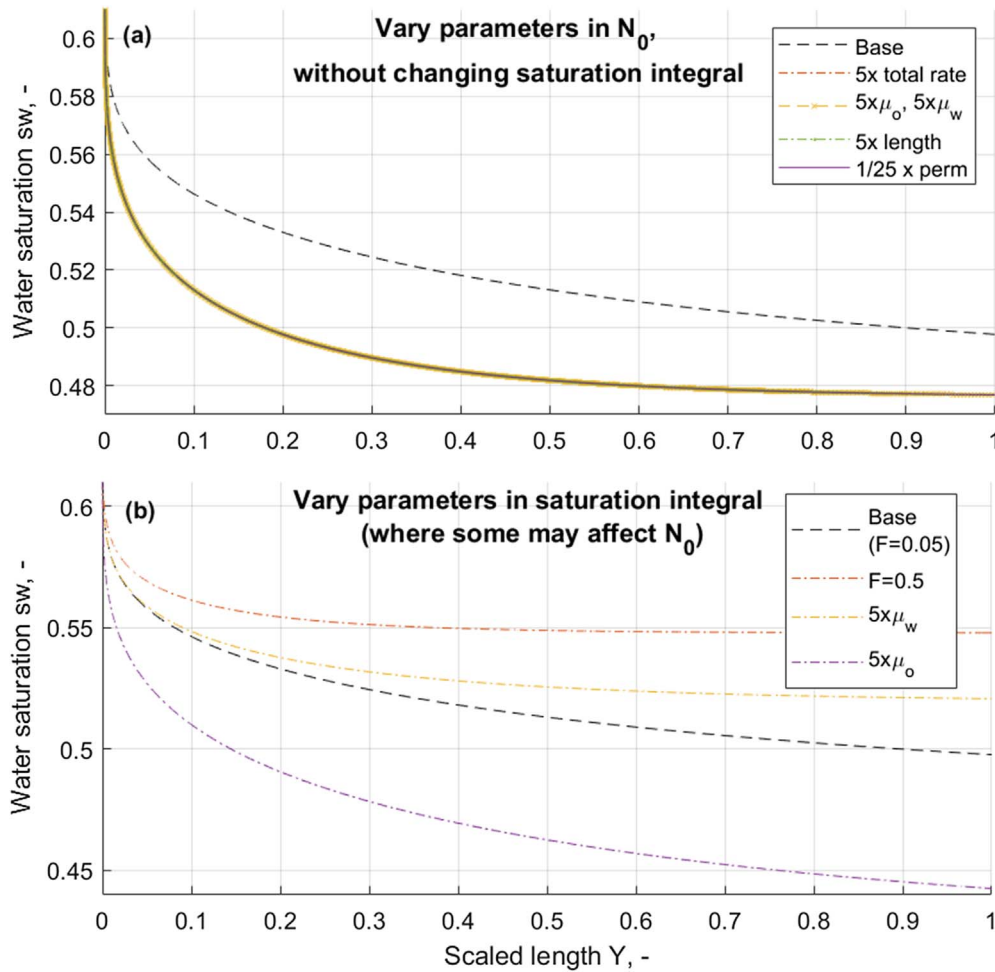 (a)
Vary parameters in N₀,
without changing saturation integral
Base
5x total rate
5xμₒ, 5xμ_w
5x length
1/25 x perm
Water saturation sw, -
0.6
0.58
0.56
0.54
0.52
0.5
0.48
0 0.1 0.2 0.3 0.4 0.5 0.6 0.7 0.8 0.9 1
(b)
Vary parameters in saturation integral
(where some may affect N₀)
Base
(F=0.05)
F=0.5
5xμ_w
5xμₒ
Water saturation sw, -
0.6
0.55
0.5
0.45
0 0.1 0.2 0.3 0.4 0.5 0.6 0.7 0.8 0.9 1
Scaled length Y, -